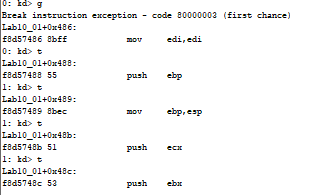 0: kd> g
Break instruction exception - code 80000003 (first chance)
Lab10_01+0x486:
f8d57486 8bff mov edi,edi
0: kd> t
Lab10_01+0x488:
f8d57488 55 push ebp
1: kd> t
Lab10_01+0x489:
f8d57489 8bec mov ebp,esp
1: kd> t
Lab10_01+0x48b:
f8d5748b 51 push ecx
1: kd> t
Lab10_01+0x48c:
f8d5748c 53 push ebx